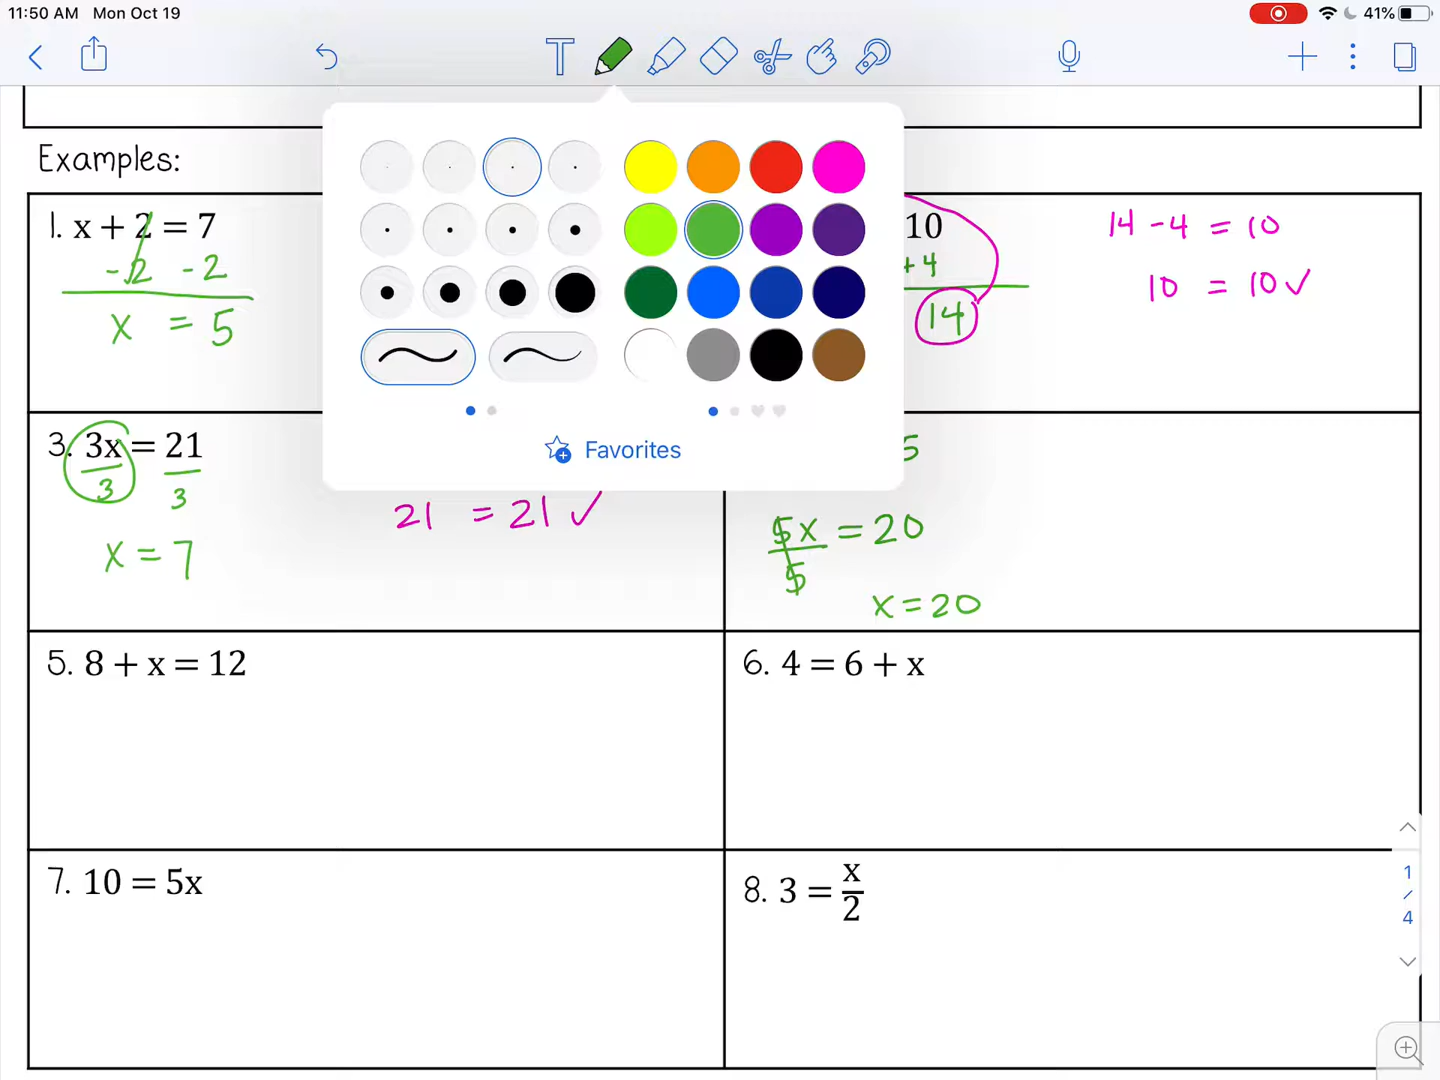 11:50 AM Mon Oct 19
41%
T
Favorites
Examples:
1. x + 2 = 7
-2 -2
x = 5
10
+ 4
14
14 - 4 = 10
10 = 10 ✓
3. 3x = 21
3 3
x = 7
21 = 21 ✓
5
5x = 20
5
x = 20
5. 8 + x = 12
6. 4 = 6 + x
7. 10 = 5x
8. 3 = x/2
1
/
4